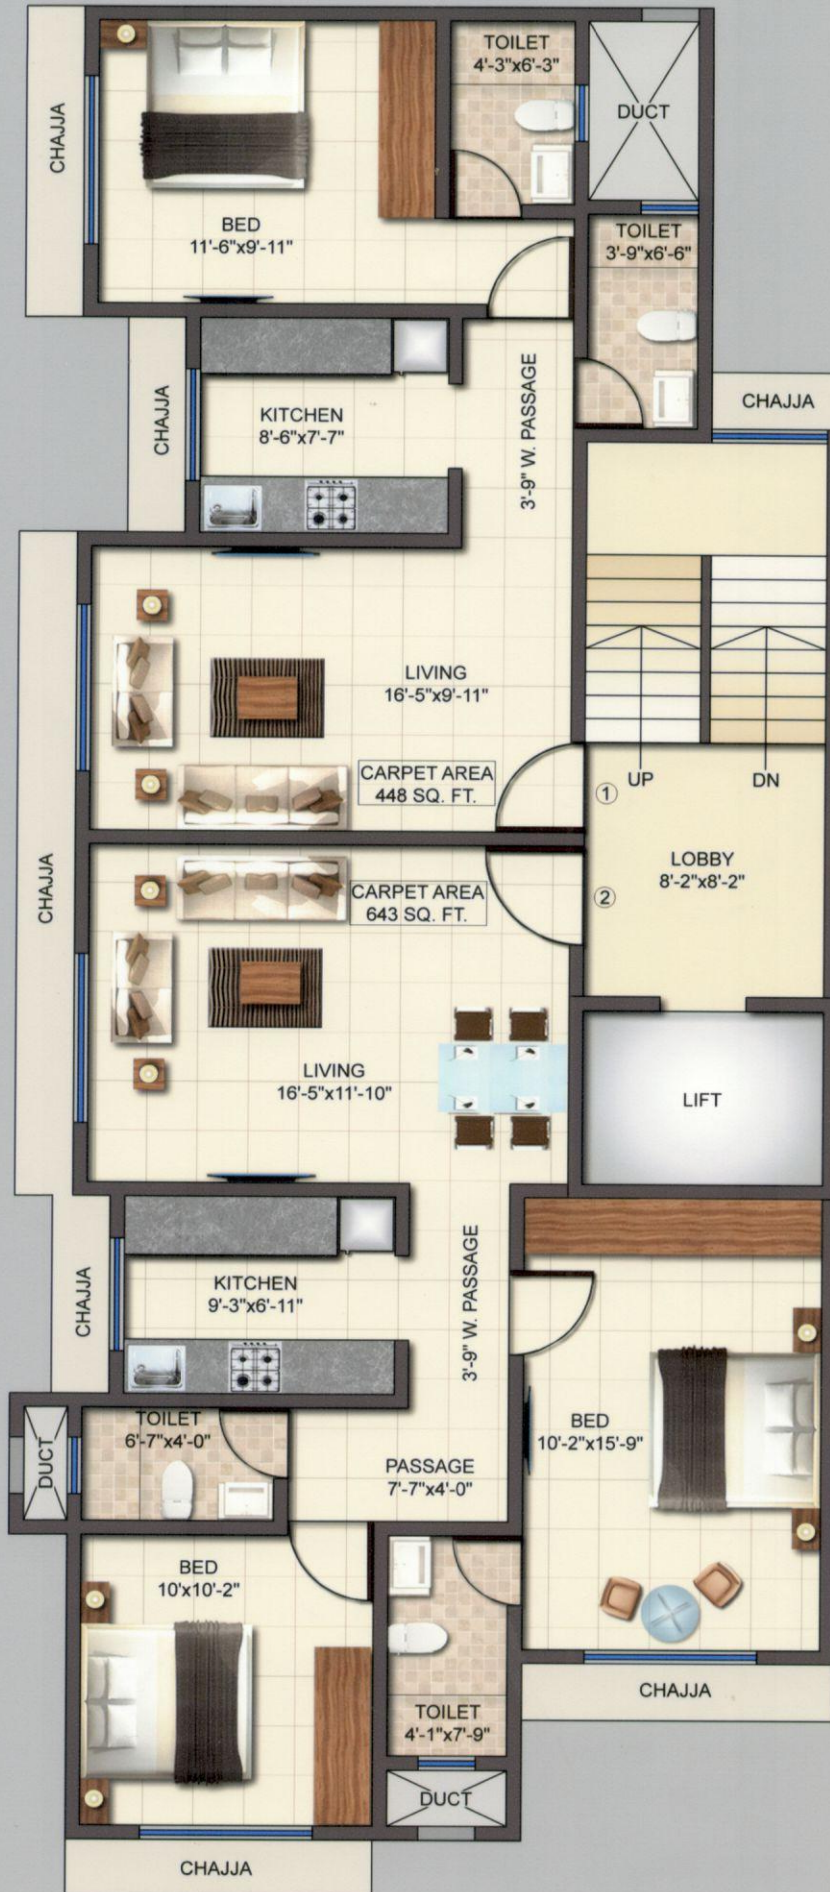 TOILET
4'-3"x6'-3"
CHAJJA
DUCT
BED
11'-6"x9'-11"
TOILET
3'-9"x6'-6"
KITCHEN
8'-6"x7'-7"
CHAJJA
3'-9" W. PASSAGE
CHAJJA
LIVING
16'-5"x9'-11"
CARPET AREA
448 SQ. FT.
UP
DN
1
LOBBY
8'-2"x8'-2"
2
CHAJJA
CARPET AREA
643 SQ. FT.
LIVING
16'-5"x11'-10"
LIFT
KITCHEN
9'-3"x6'-11"
CHAJJA
3'-9" W. PASSAGE
TOILET
6'-7"x4'-0"
DUCT
BED
10'-2"x15'-9"
PASSAGE
7'-7"x4'-0"
BED
10'x10'-2"
TOILET
4'-1"x7'-9"
CHAJJA
DUCT
CHAJJA